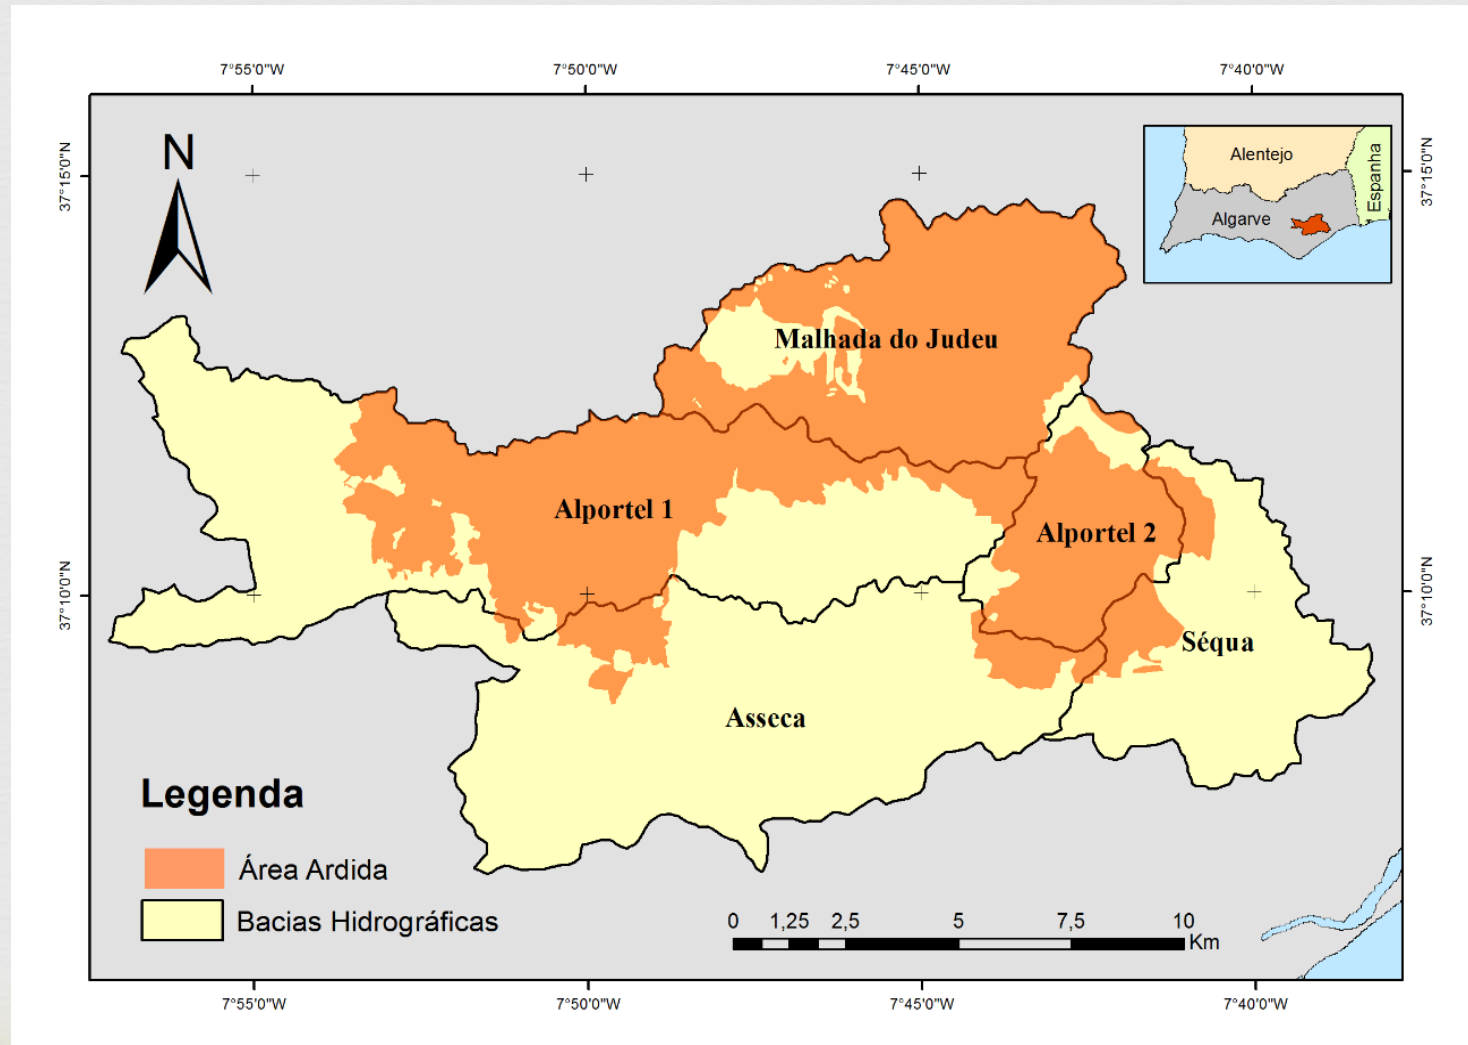 7°55'0"W
7°50'0"W
7°45'0"W
7°40'0"W
N
37°15'0"N
37°15'0"N
Alentejo
Espanha
Algarve
Malhada do Judeu
Alportel 1
Alportel 2
37°10'0"N
37°10'0"N
Séqua
Asseca
Legenda
Área Ardida
Bacias Hidrográficas
0 1,25 2,5 5 7,5 10
Km
7°55'0"W
7°50'0"W
7°45'0"W
7°40'0"W